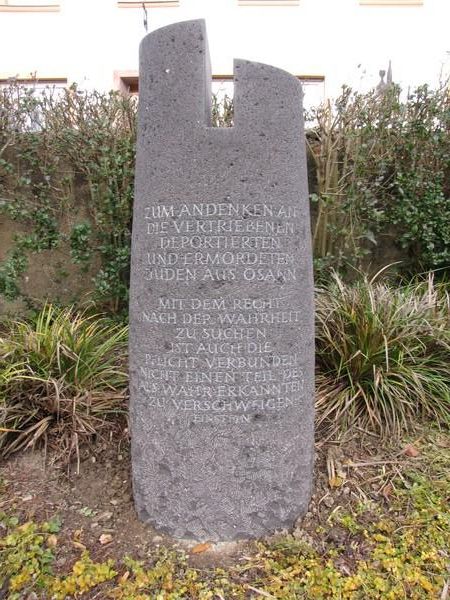 ZUM ANDENKEN AN
DIE VERTRIEBENEN
DEPORTIERTEN
UND ERMORDETEN
JUDEN AUS OSANN
MIT DEM RECHT
NACH DER WAHRHEIT
ZU SUCHEN
IST AUCH DIE
PFLICHT VERBUNDEN
NICHT EINEN TEIL DES
ALS WAHR ERKANNTEN
ZU VERSCHWEIGEN
EINSTEIN